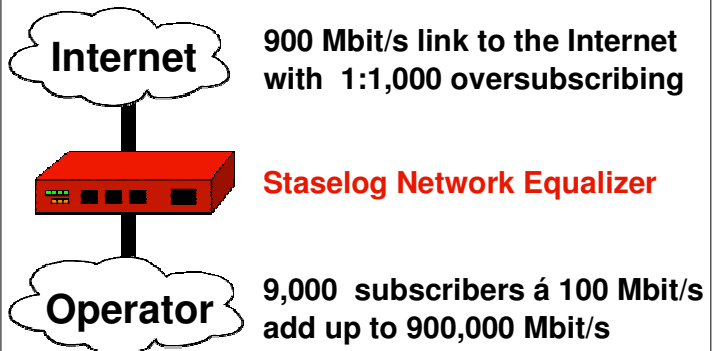 Internet
900 Mbit/s link to the Internet
with 1:1,000 oversubscribing
Staselog Network Equalizer
Operator
9,000 subscribers á 100 Mbit/s
add up to 900,000 Mbit/s